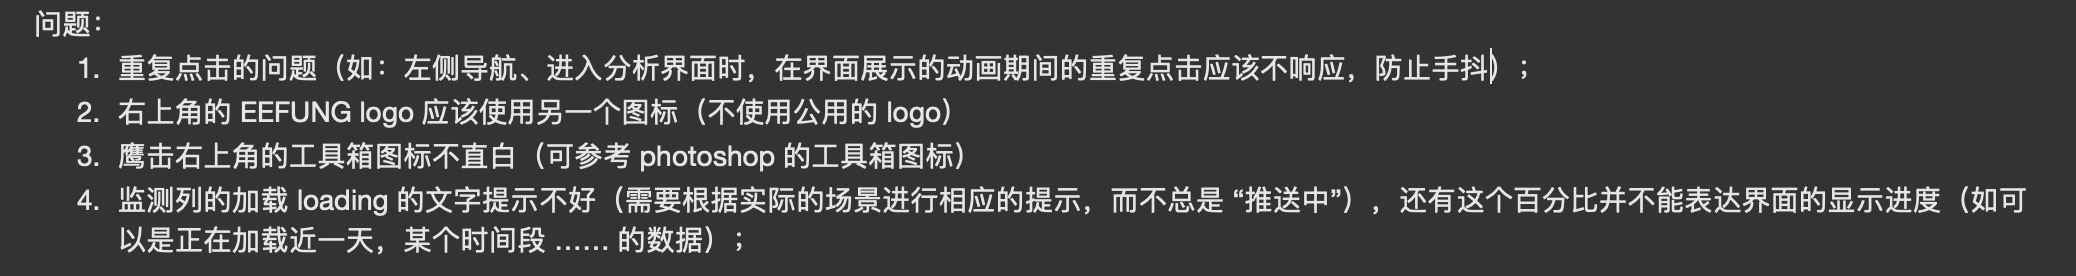 问题：
1. 重复点击的问题（如：左侧导航、进入分析界面时，在界面展示的动画期间的重复点击应该不响应，防止手抖）；
2. 右上角的 EEFUNG logo 应该使用另一个图标（不使用公用的 logo）
3. 鹰击右上角的工具箱图标不直白（可参考 photoshop 的工具箱图标）
4. 监测列的加载 loading 的文字提示不好（需要根据实际的场景进行相应的提示，而不总是 “推送中”），还有这个百分比并不能表达界面的显示进度（如可
以是正在加载近一天，某个时间段 …… 的数据）；